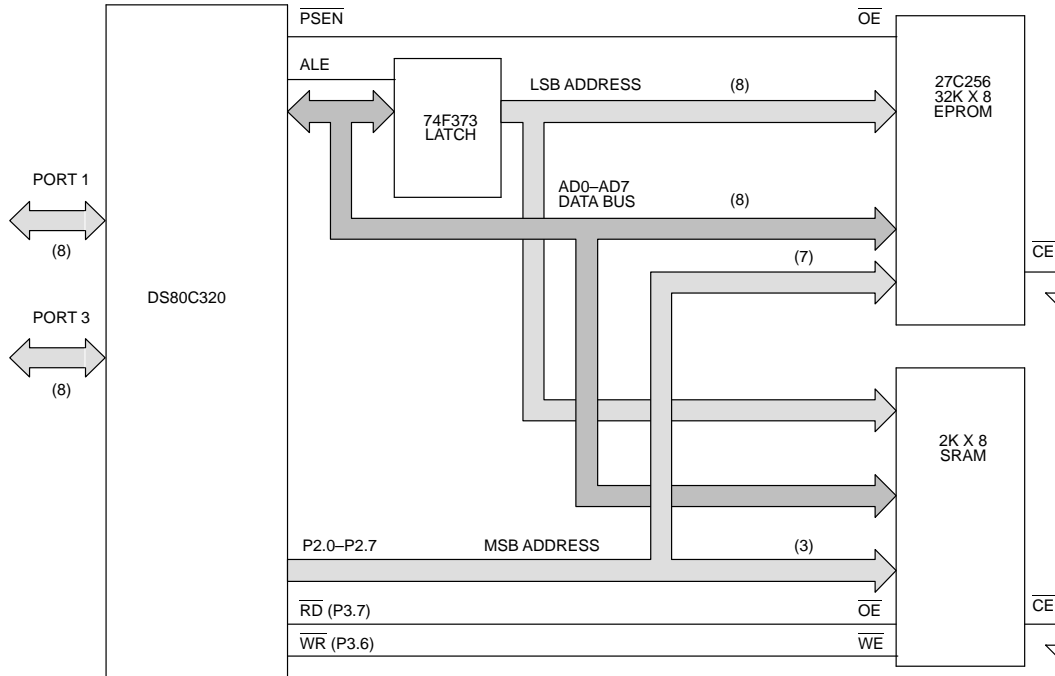 PSEN
OE
ALE
LSB ADDRESS (8)
27C256
32K X 8
EPROM
74F373
LATCH
PORT 1
(8)
AD0–AD7
DATA BUS
(8)
(7)
CE
DS80C320
PORT 3
(8)
2K X 8
SRAM
P2.0–P2.7
MSB ADDRESS
(3)
RD (P3.7)
OE
CE
WR (P3.6)
WE